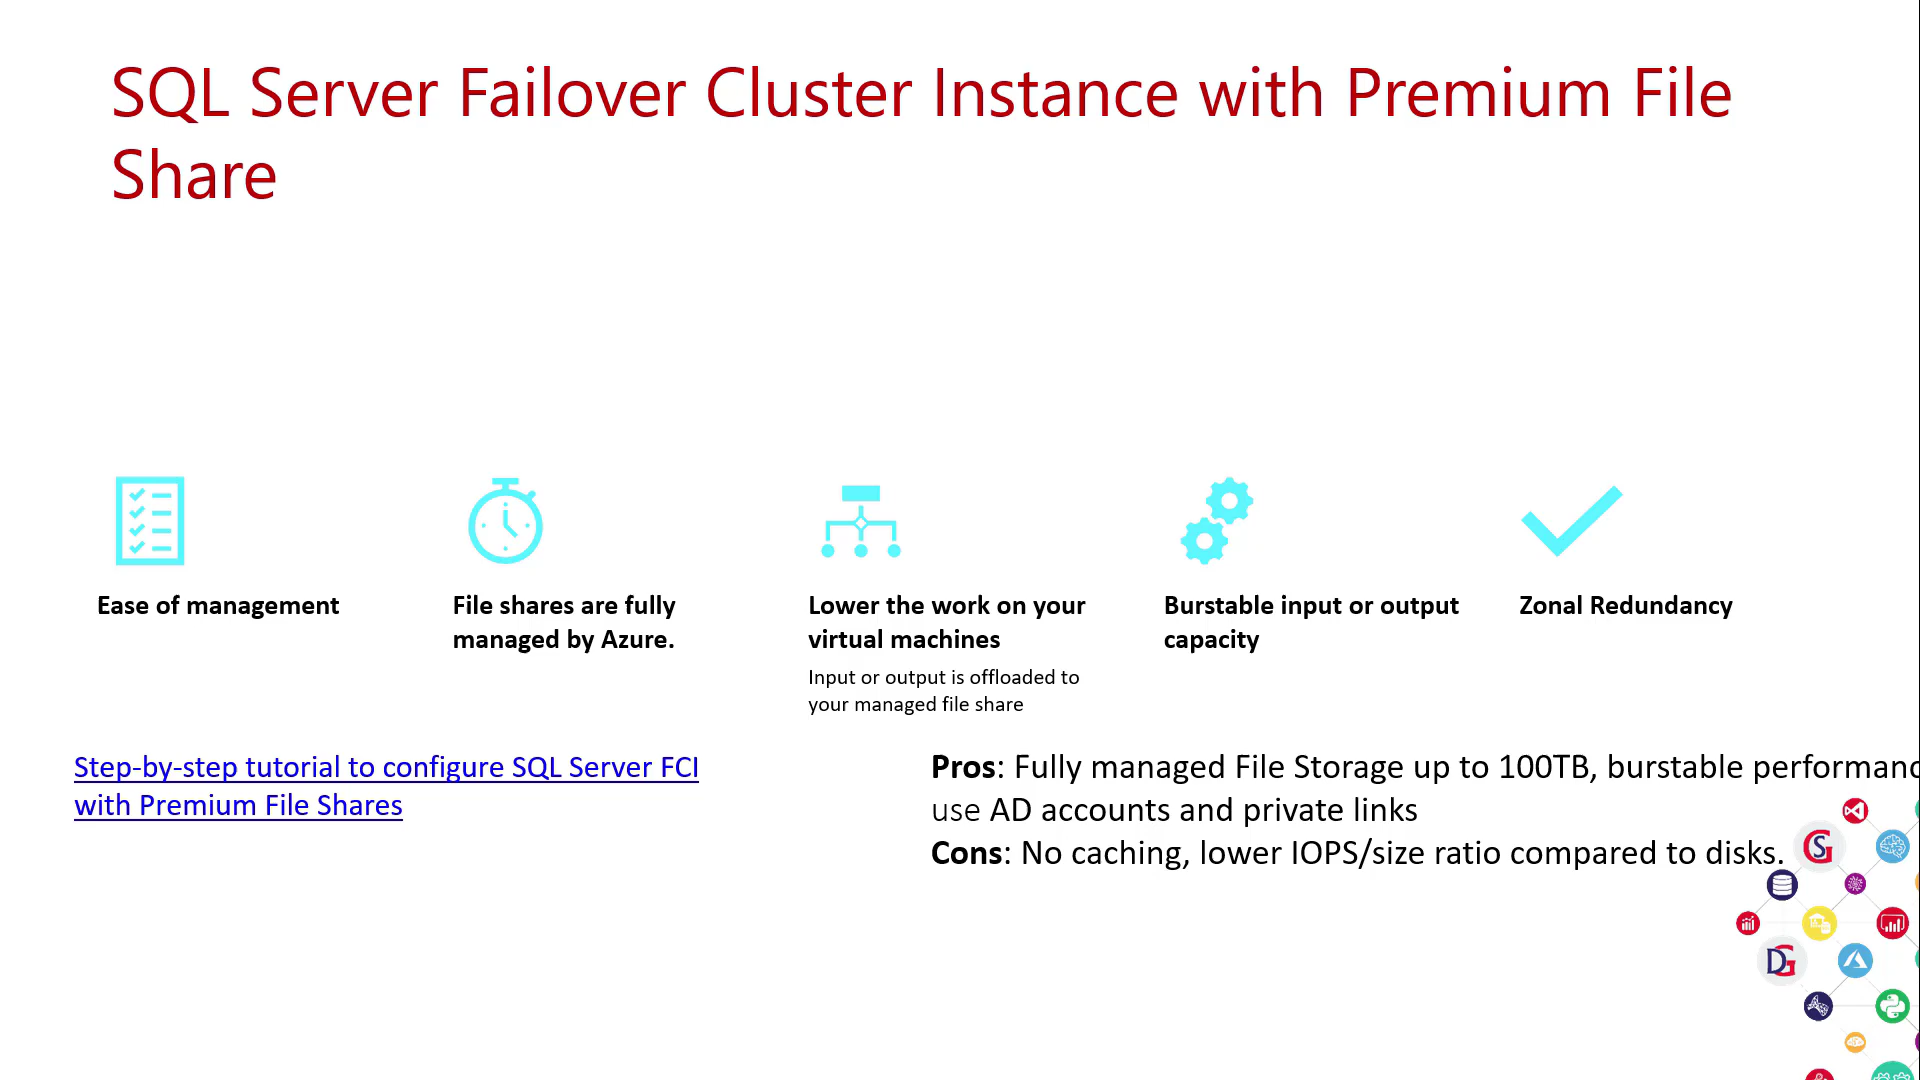 SQL Server Failover Cluster Instance with Premium File
Share
Ease of management
File shares are fully
managed by Azure.
Lower the work on your
virtual machines
Input or output is offloaded to
your managed file share
Burstable input or output
capacity
Zonal Redundancy
Step-by-step tutorial to configure SQL Server FCI
with Premium File Shares
Pros: Fully managed File Storage up to 100TB, burstable
use AD accounts and private links
Cons: No caching, lower IOPS/size ratio compared to disks.